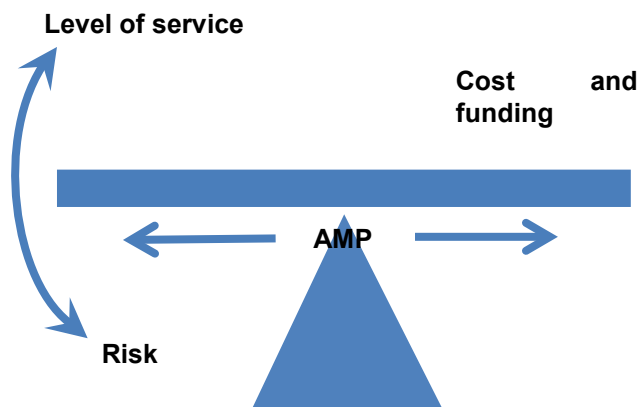 Level of service
Cost and
funding
AMP
Risk